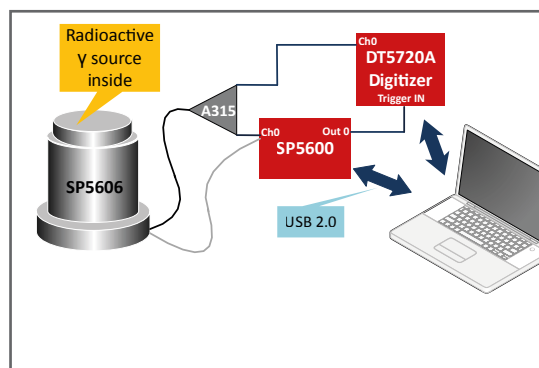 Radioactive
γ source
inside
SP5606
A315
Ch0
DT5720A
Digitizer
Trigger IN
Ch0
Out 0
SP5600
USB 2.0